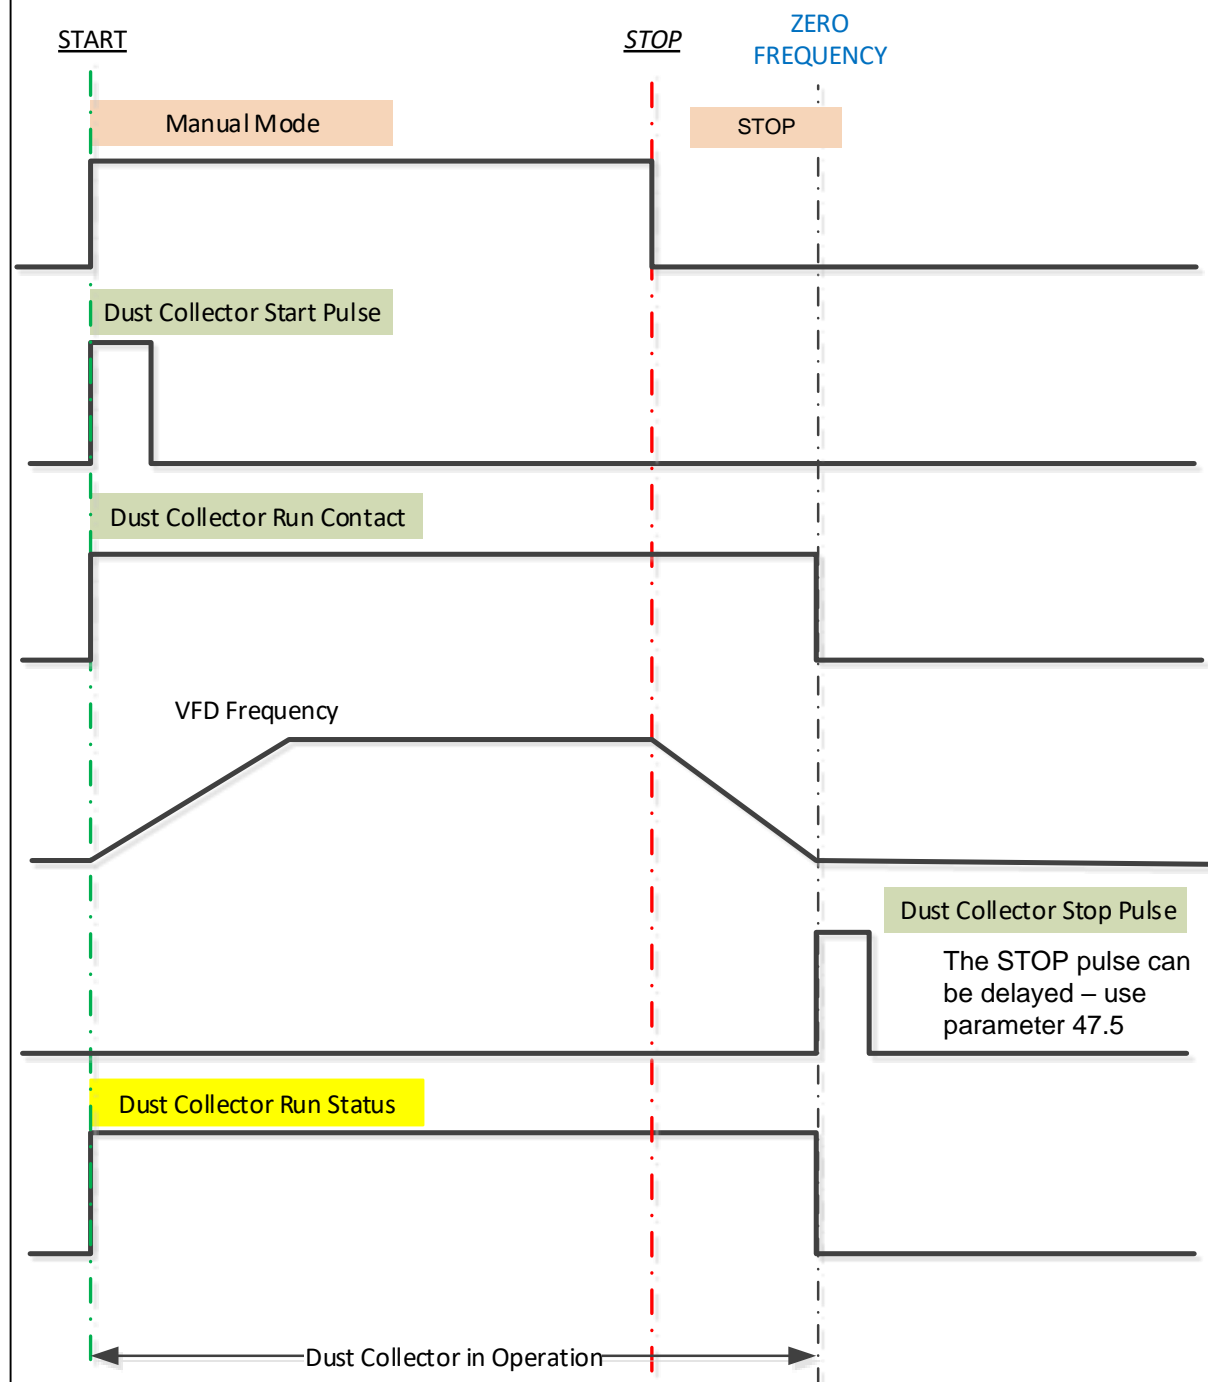 START
STOP
ZERO
FREQUENCY
Manual Mode
STOP
Dust Collector Start Pulse
Dust Collector Run Contact
VFD Frequency
Dust Collector Stop Pulse
The STOP pulse can
be delayed – use
parameter 47.5
Dust Collector Run Status
Dust Collector in Operation